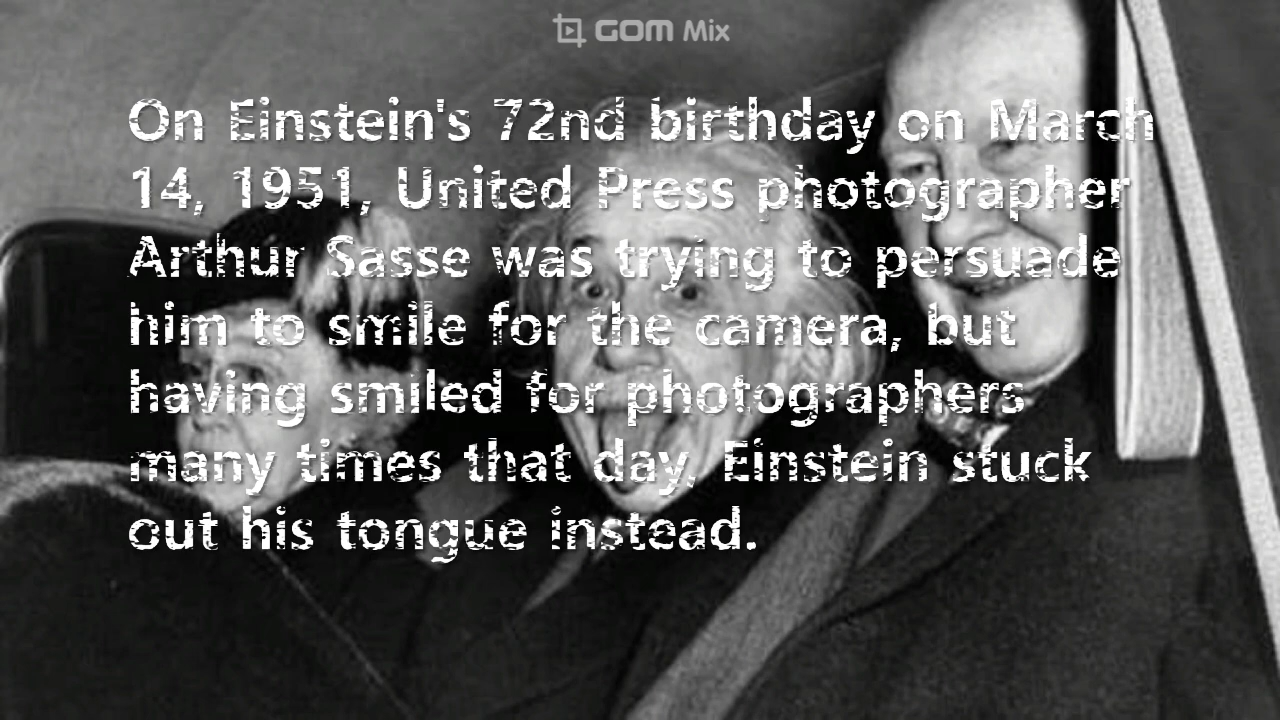 GOM Mix
On Einstein's 72nd birthday on March
14, 1951, United Press photographer
Arthur Sasse was trying to persuade
him to smile for the camera, but
having smiled for photographers
many times that day, Einstein stuck
out his tongue instead.